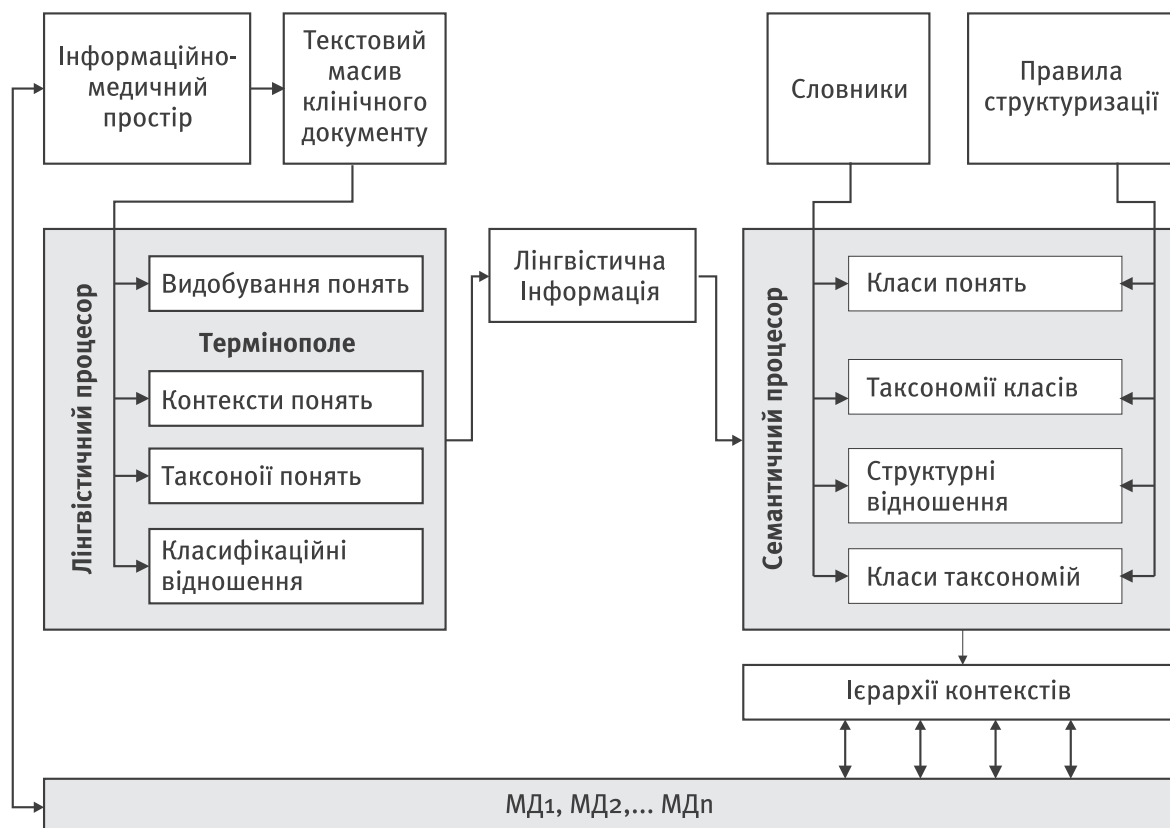 Інформаційно-
медичний
простір
Текстовий
масив
клінічного
документу
Словники
Правила
структуризації
Лінгвістичний процесор
Видобування понять
Термінополе
Контексти понять
Таксоноії понять
Класифікаційні
відношення
Лінгвістична
Інформація
Семантичний процесор
Класи понять
Таксономії класів
Структурні
відношення
Класи таксономій
Ієрархії контекстів
МД1, МД2,... МДn